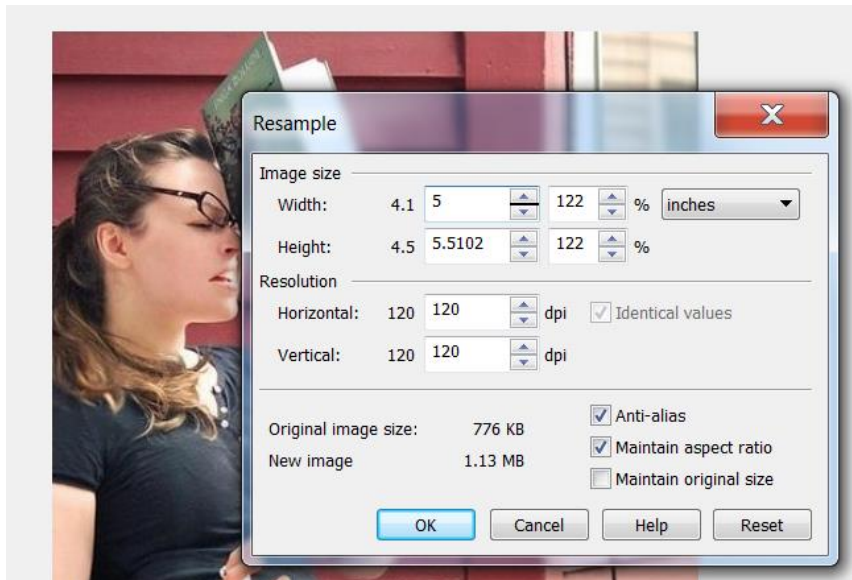 Resample
Image size
Width: 4.1 5 122 % inches
Height: 4.5 5.5102 122 %
Resolution
Horizontal: 120 120 dpi Identical values
Vertical: 120 120 dpi
Original image size: 776 KB
New image 1.13 MB
Anti-alias
Maintain aspect ratio
Maintain original size
OK Cancel Help Reset